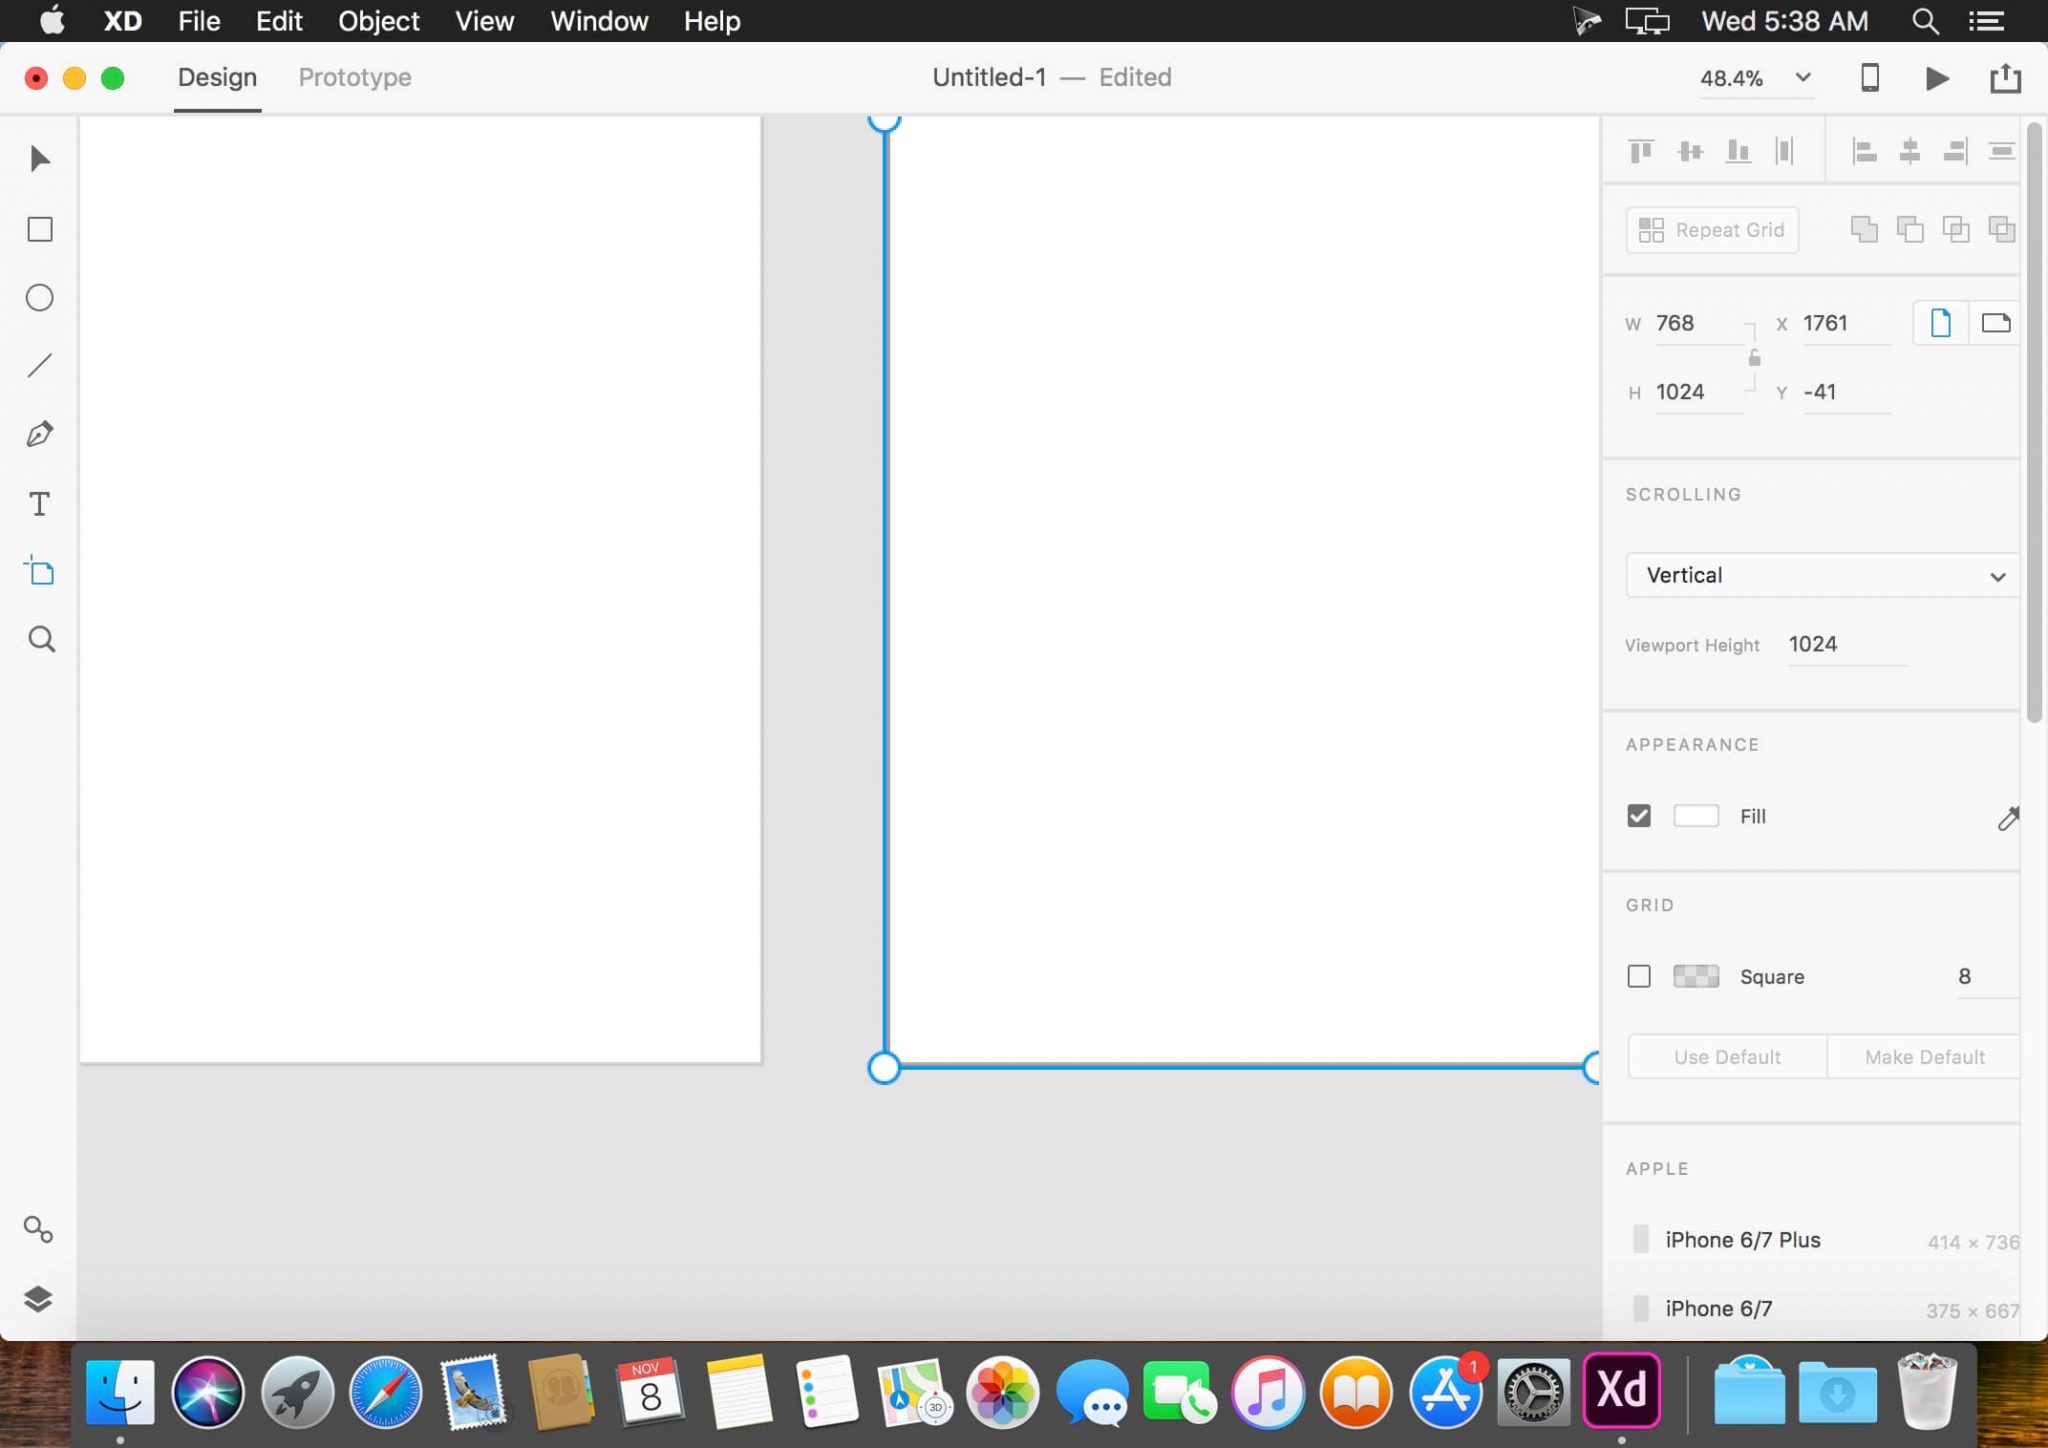 XD File Edit Object View Window Help Wed 5:38 AM
Design Prototype Untitled-1 — Edited 48.4%
Repeat Grid
W 768 X 1761
H 1024 Y -41
SCROLLING
Vertical
Viewport Height 1024
APPEARANCE
Fill
GRID
Square 8
Use Default Make Default
APPLE
iPhone 6/7 Plus 414 × 736
iPhone 6/7 375 × 667
T
NOV
8
3D
1
Xd